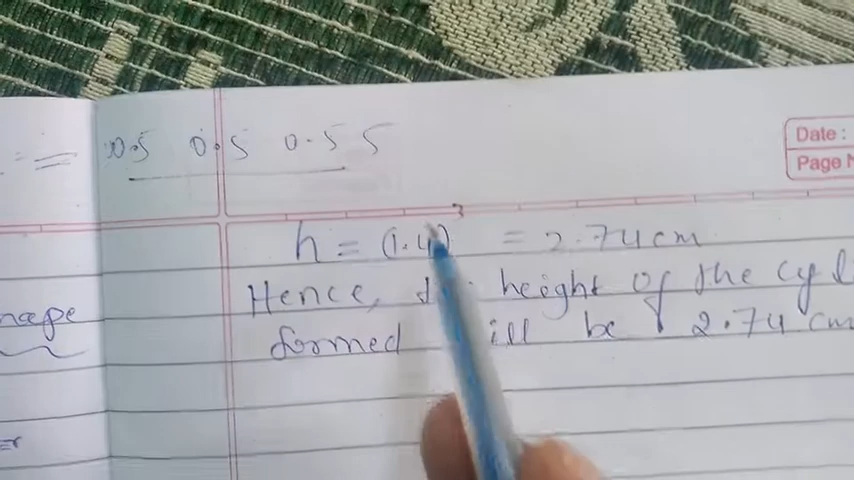 0.5 0.5 0.5 5
Date :
Page N
h = (1.4) = 2.74 cm
Hence, height of the cyl
formed ill be 2.74 cm